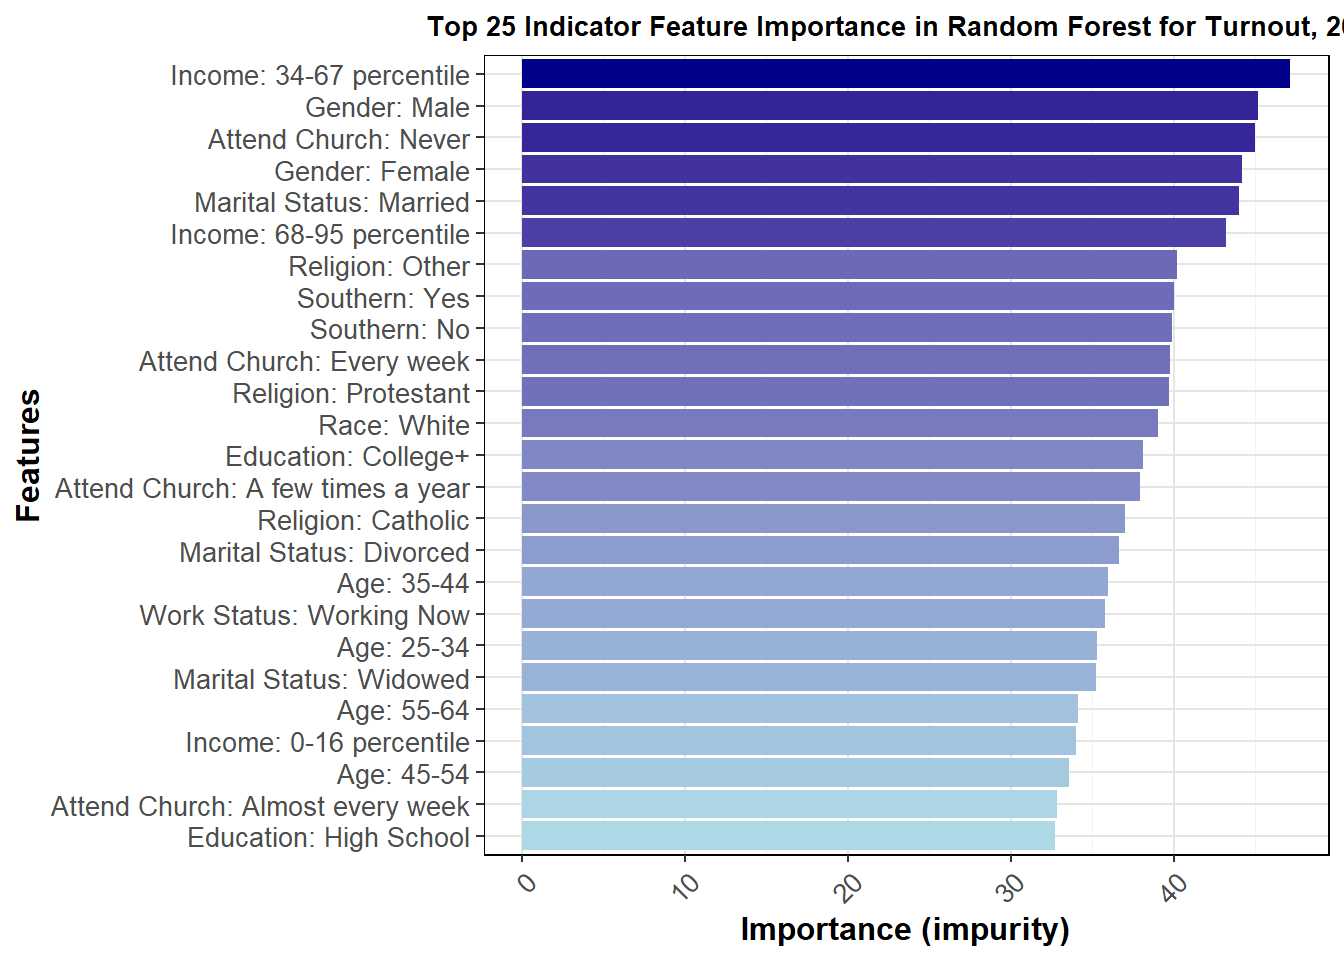 Top 25 Indicator Feature Importance in Random Forest for Turnout, 20
Income: 34-67 percentile
Gender: Male
Attend Church: Never
Gender: Female
Marital Status: Married
Income: 68-95 percentile
Religion: Other
Southern: Yes
Southern: No
Attend Church: Every week
Religion: Protestant
Race: White
Education: College+
Attend Church: A few times a year
Religion: Catholic
Marital Status: Divorced
Age: 35-44
Work Status: Working Now
Age: 25-34
Marital Status: Widowed
Age: 55-64
Income: 0-16 percentile
Age: 45-54
Attend Church: Almost every week
Education: High School
Features
0
10
20
30
40
Importance (impurity)